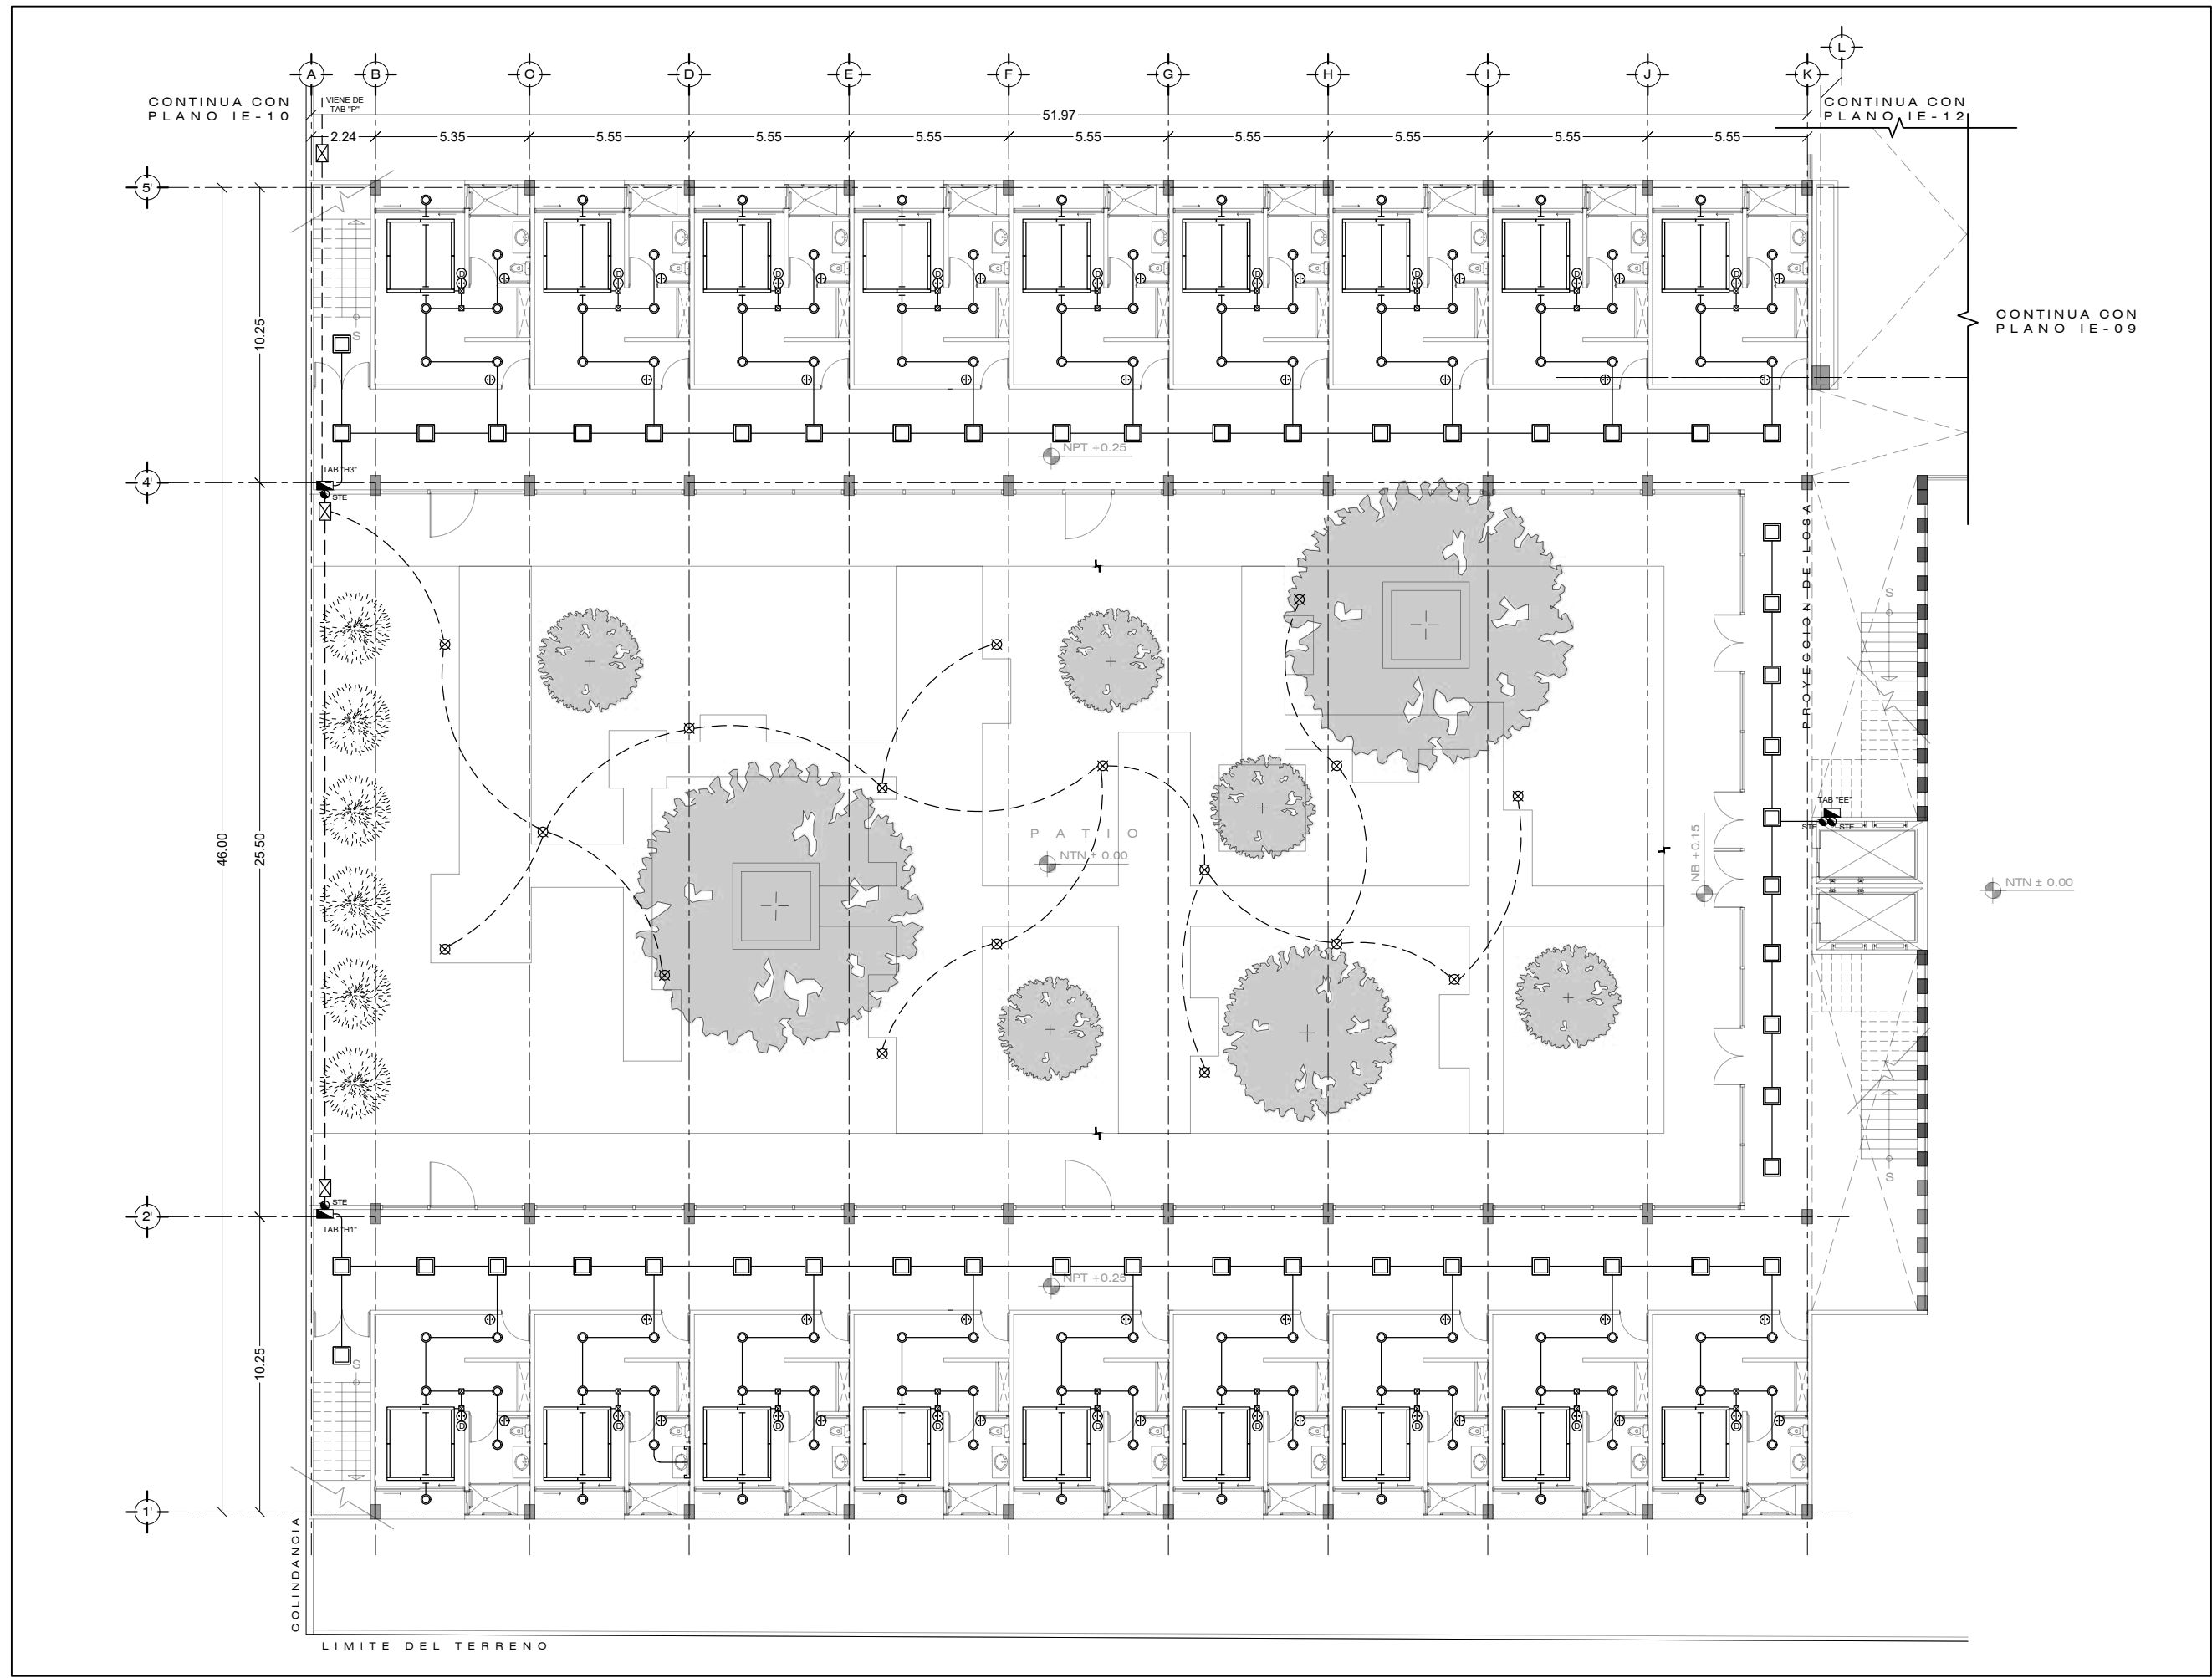 L
A B C D E F G H I J K
CONTINUA CON
PLANO IE-10
VIENE DE
TAB "P"
CONTINUA CON
PLANO IE-12
51.97
2.24 5.35 5.55 5.55 5.55 5.55 5.55 5.55 5.55 5.55
5'
CONTINUA CON
PLANO IE-09
10.25
S
D D D D D D D D D
NPT +0.25
TAB "H3"
4'
STE
PROYECCION DE LOSA
S
46.00
25.50
P A T I O
NTN ± 0.00
NB +0.15
TAB "EE"
STE STE
NTN ± 0.00
S
STE
2'
TAB "H1"
NPT +0.25
S
10.25
D D D D D D D D D
1'
COLINDANCIA
LIMITE DEL TERRENO